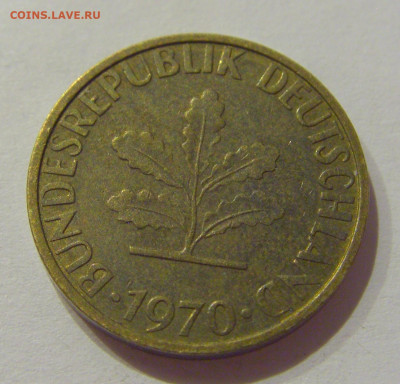 COINS.LAVE.RU
BUNDESREPUBLIK DEUTSCHLAND
· 1970 ·